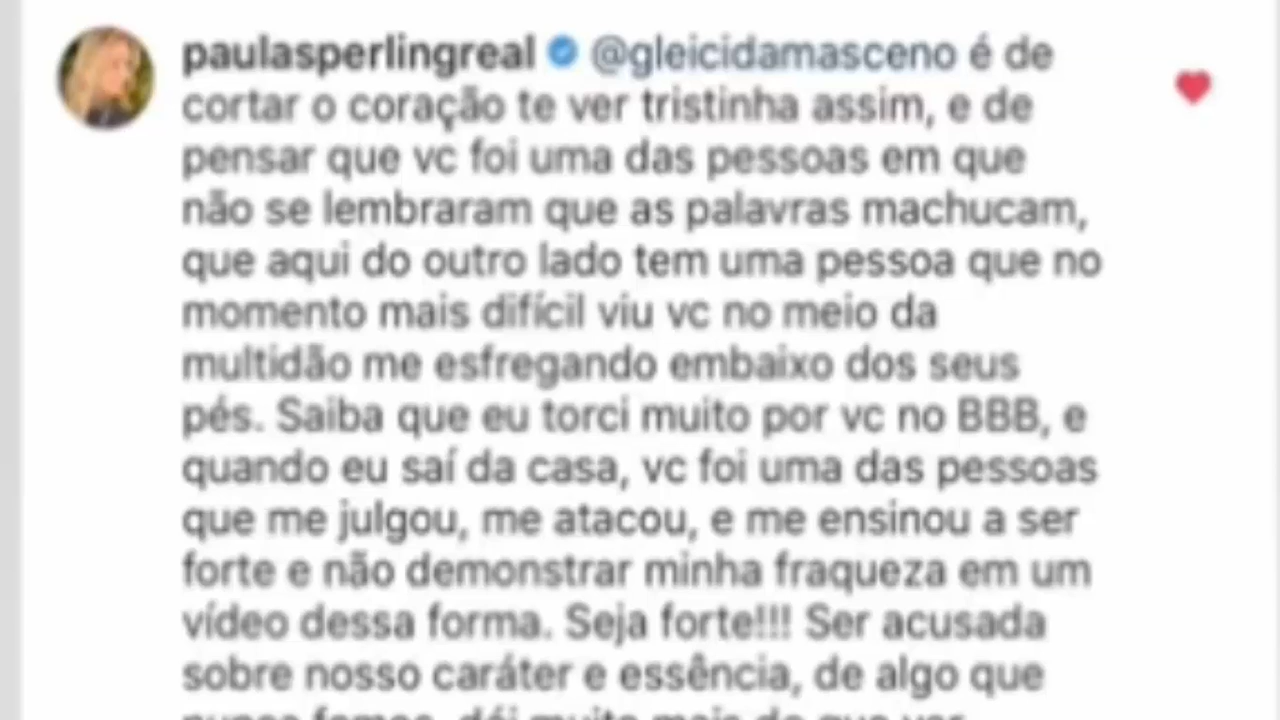 paulasperlingreal @gleicidamasceno é de
cortar o coração te ver tristinha assim, e de
pensar que vc foi uma das pessoas em que
não se lembraram que as palavras machucam,
que aqui do outro lado tem uma pessoa que no
momento mais difícil viu vc no meio da
multidão me esfregando embaixo dos seus
pés. Saiba que eu torci muito por vc no BBB, e
quando eu saí da casa, vc foi uma das pessoas
que me julgou, me atacou, e me ensinou a ser
forte e não demonstrar minha fraqueza em um
vídeo dessa forma. Seja forte!!! Ser acusada
sobre nosso caráter e essência, de algo que